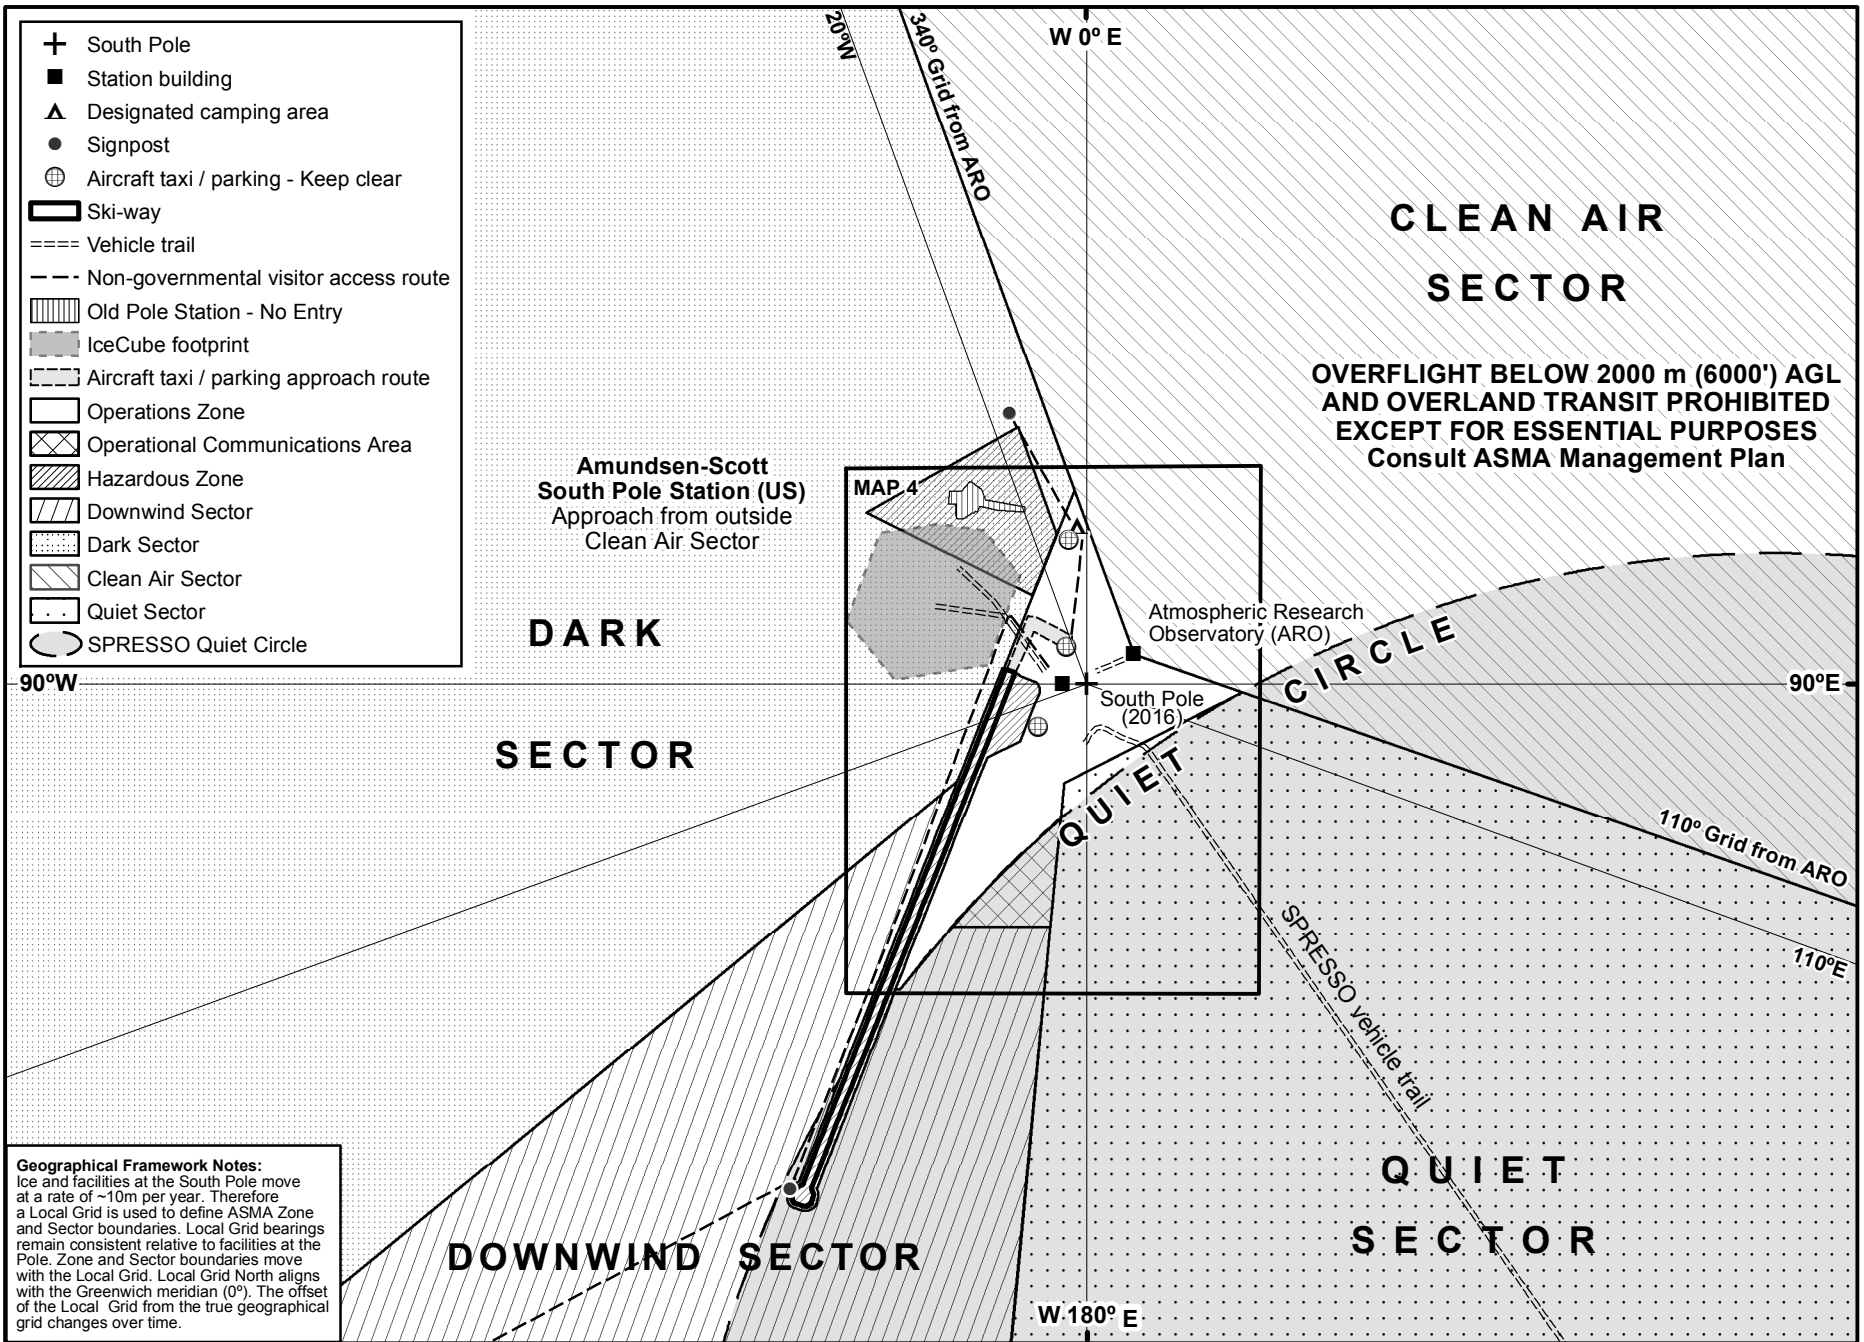 South Pole
Station building
Designated camping area
Signpost
Aircraft taxi / parking - Keep clear
Ski-way
Vehicle trail
Non-governmental visitor access route
Old Pole Station - No Entry
IceCube footprint
Aircraft taxi / parking approach route
Operations Zone
Operational Communications Area
Hazardous Zone
Downwind Sector
Dark Sector
Clean Air Sector
Quiet Sector
SPRESSO Quiet Circle
20ºW
340º Grid from ARO
W 0º E
CLEAN AIR
SECTOR
OVERFLIGHT BELOW 2000 m (6000') AGL
AND OVERLAND TRANSIT PROHIBITED
EXCEPT FOR ESSENTIAL PURPOSES
Consult ASMA Management Plan
Amundsen-Scott
South Pole Station (US)
Approach from outside
Clean Air Sector
MAP 4
DARK
SECTOR
Atmospheric Research
Observatory (ARO)
90ºW
90ºE
South Pole
(2016)
QUIET CIRCLE
110º Grid from ARO
110ºE
SPRESSO vehicle trail
QUIET
SECTOR
DOWNWIND SECTOR
W 180º E
Geographical Framework Notes:
Ice and facilities at the South Pole move
at a rate of ~10m per year. Therefore
a Local Grid is used to define ASMA Zone
and Sector boundaries. Local Grid bearings
remain consistent relative to facilities at the
Pole. Zone and Sector boundaries move
with the Local Grid. Local Grid North aligns
with the Greenwich meridian (0º). The offset
of the Local Grid from the true geographical
grid changes over time.